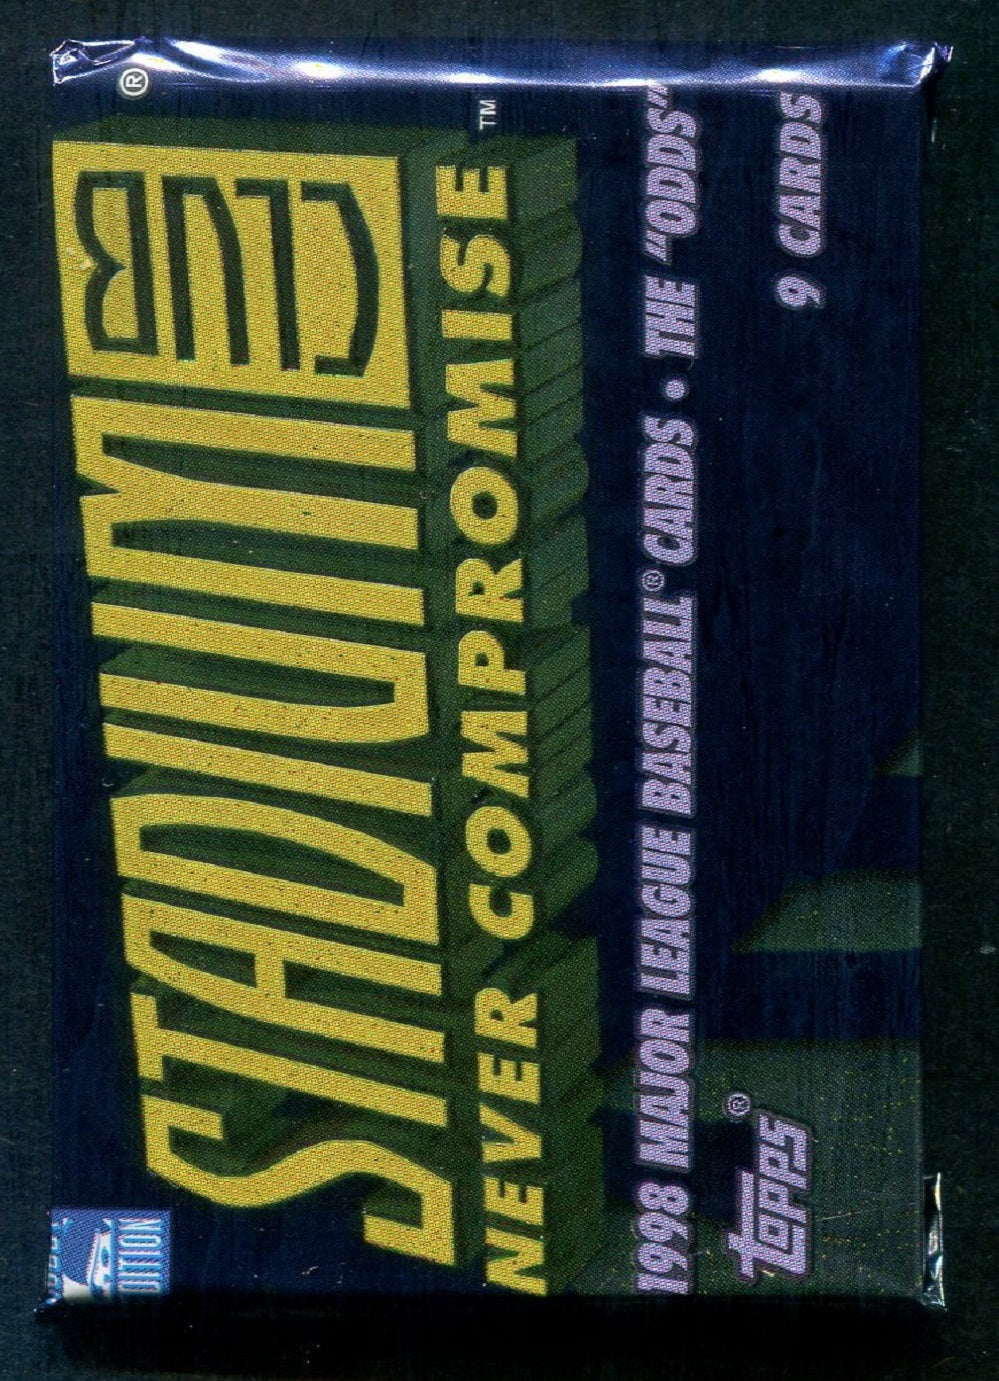 STADIUM CLUB®
NEVER COMPROMISE™
1998 MAJOR LEAGUE BASEBALL® CARDS • THE "ODDS"
TOPPS®
9 CARDS